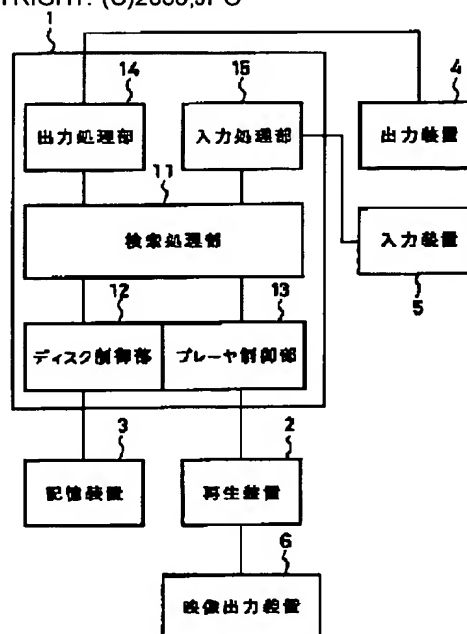 1
14
15
4
出力処理部
入力処理部
出力装置
11
検索処理部
入力装置
5
12
13
ディスク制御部
プレーヤ制御部
3
2
記憶装置
再生装置
6
映像出力装置